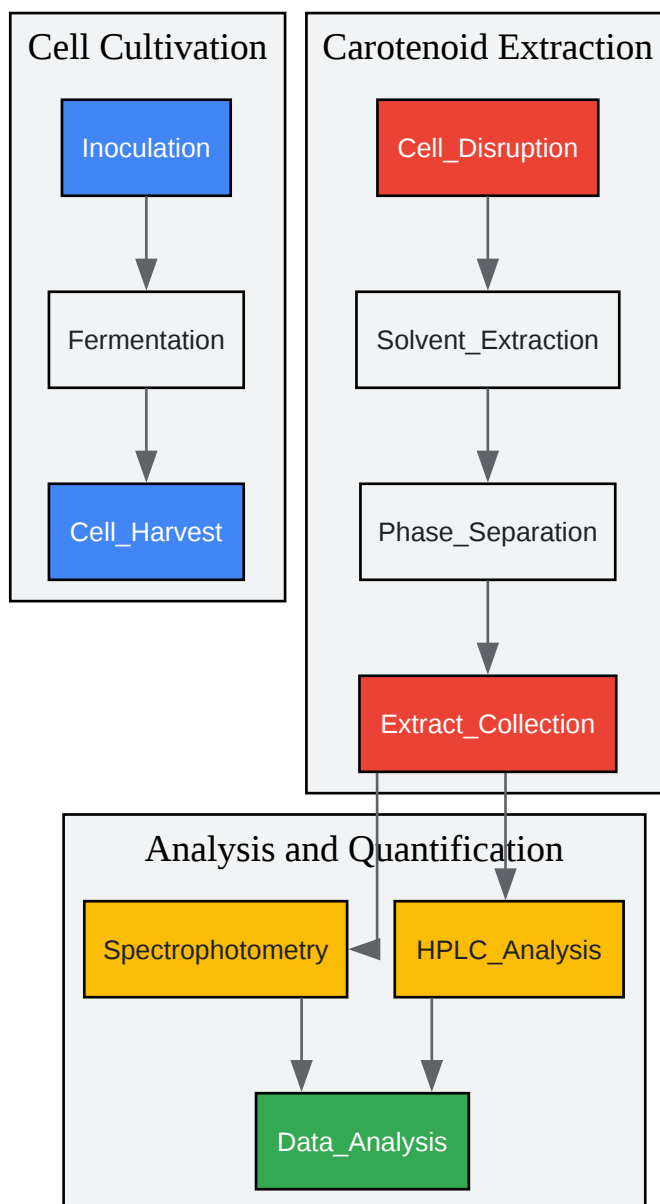 Cell Cultivation
Inoculation
Fermentation
Cell_Harvest
Carotenoid Extraction
Cell_Disruption
Solvent_Extraction
Phase_Separation
Extract_Collection
Analysis and Quantification
Spectrophotometry
HPLC_Analysis
Data_Analysis